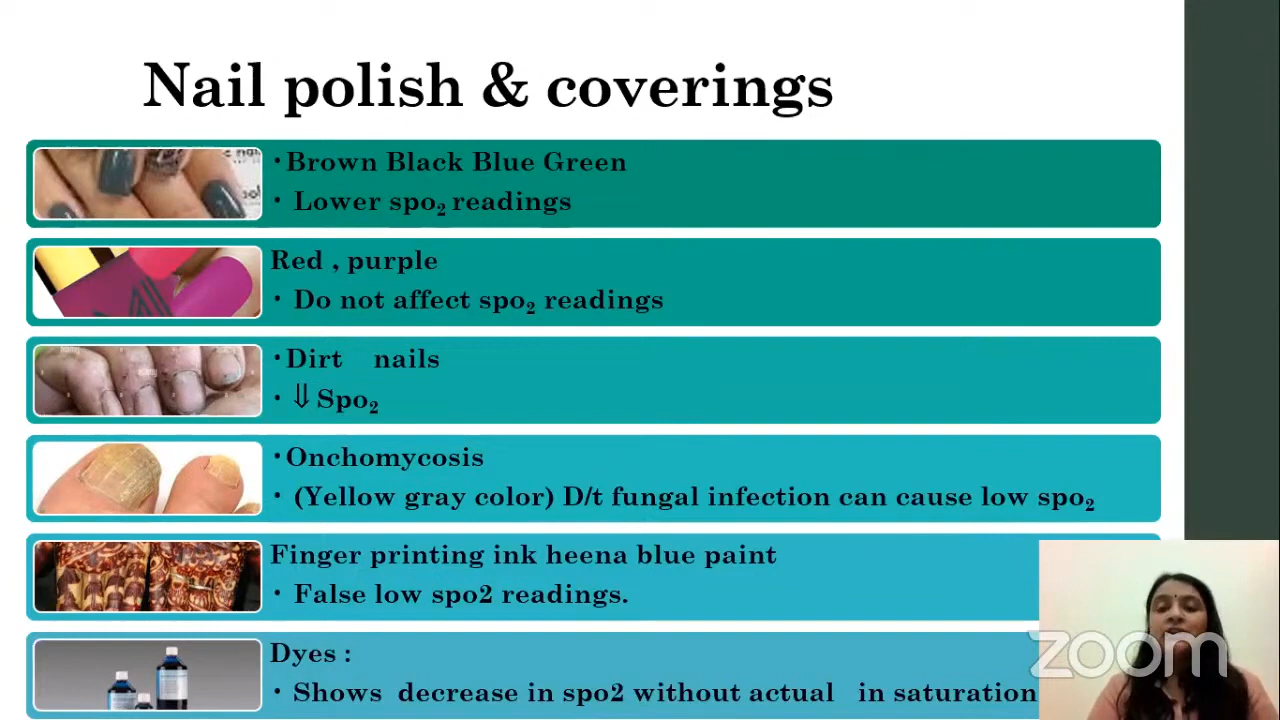 Nail polish & coverings
•Brown Black Blue Green
• Lower spo₂ readings
Red , purple
• Do not affect spo₂ readings
•Dirt nails
• ⇓ Spo₂
•Onchomycosis
• (Yellow gray color) D/t fungal infection can cause low spo₂
Finger printing ink heena blue paint
• False low spo2 readings.
Dyes :
• Shows decrease in spo2 without actual in saturation
zoom